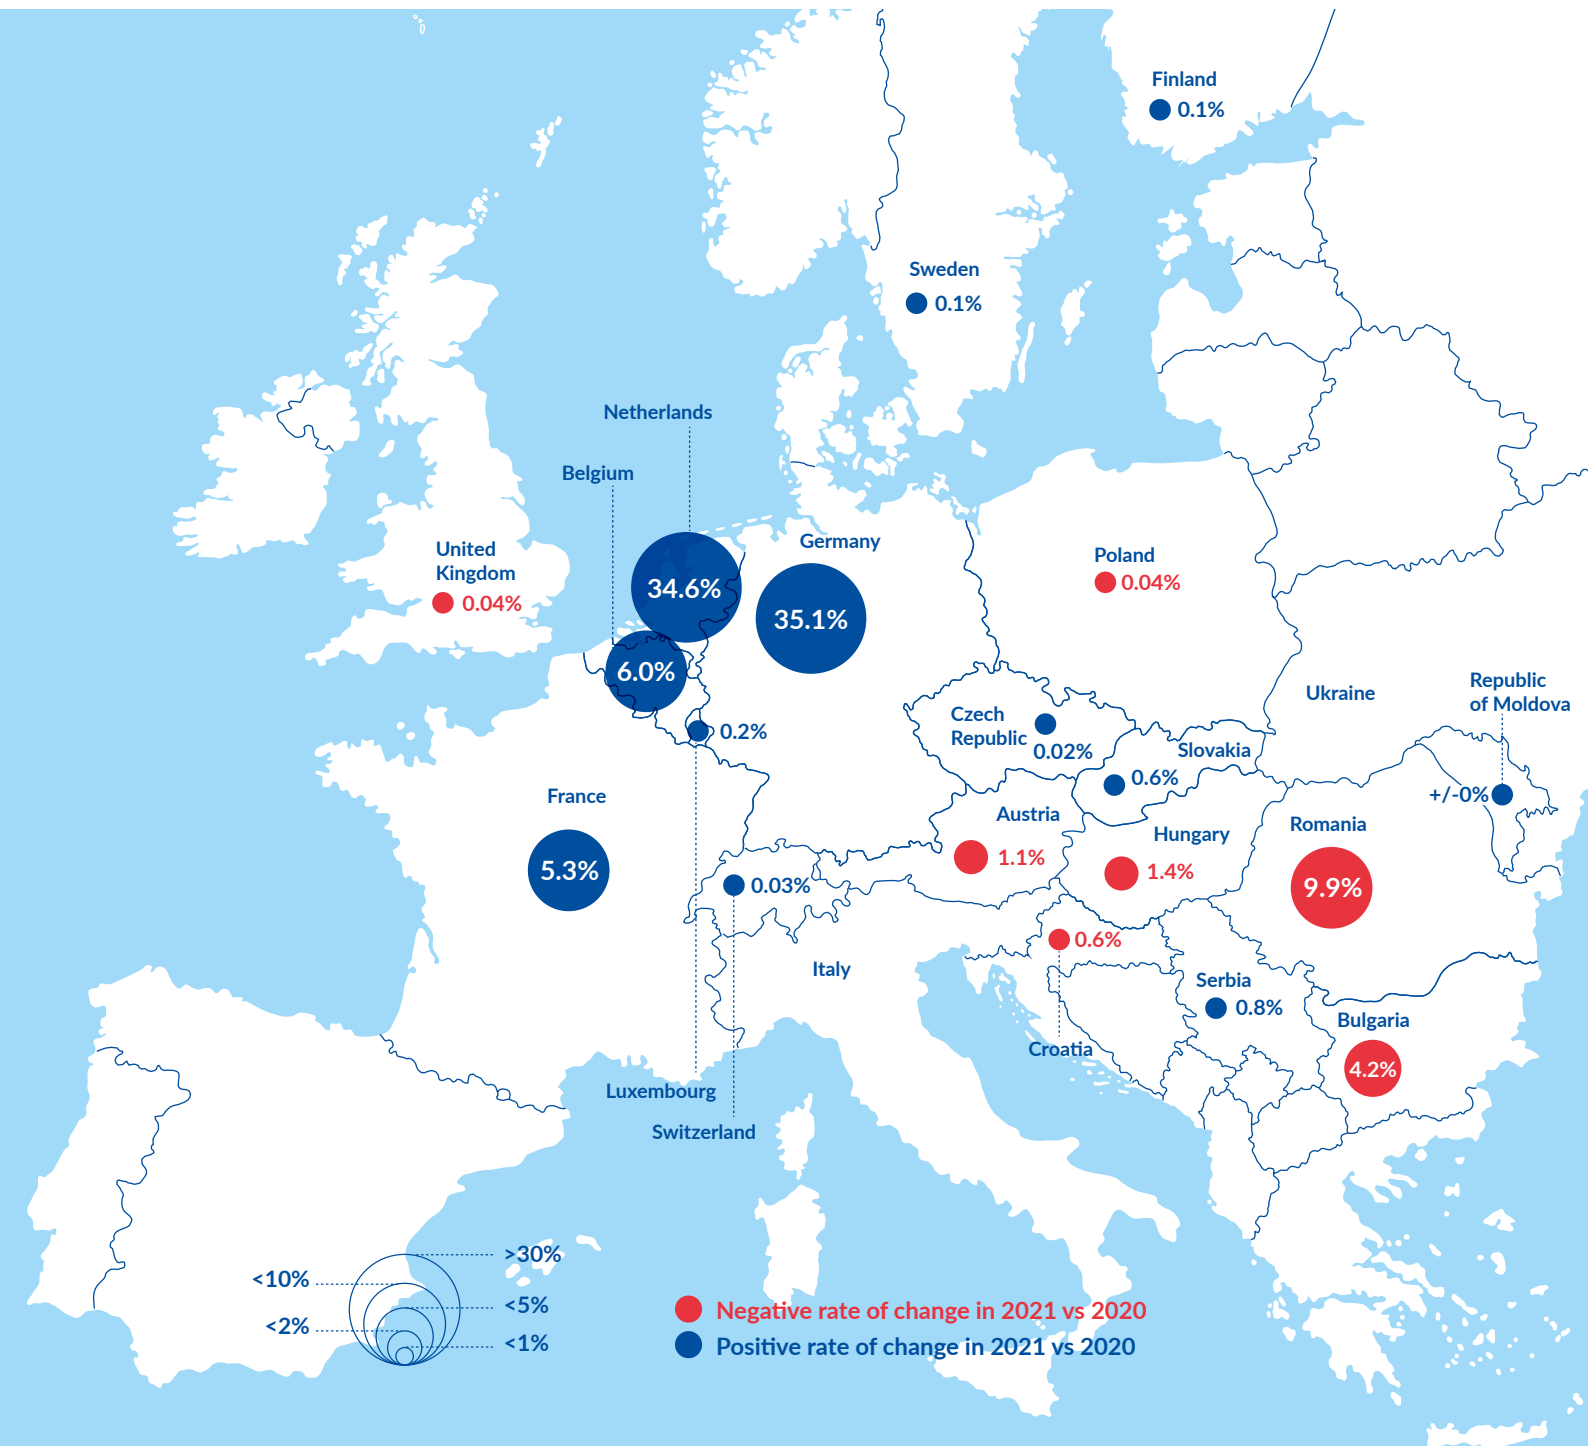 Finland
0.1%
Sweden
0.1%
Netherlands
Belgium
United
Kingdom
0.04%
34.6%
Germany
35.1%
6.0%
Poland
0.04%
0.2%
Czech
Republic
0.02%
Slovakia
0.6%
Ukraine
Republic
of Moldova
+/-0%
France
5.3%
Austria
1.1%
Hungary
1.4%
Romania
9.9%
0.03%
0.6%
Italy
Serbia
0.8%
Bulgaria
4.2%
Croatia
Luxembourg
Switzerland
>30%
<10%
<5%
<2%
<1%
Negative rate of change in 2021 vs 2020
Positive rate of change in 2021 vs 2020